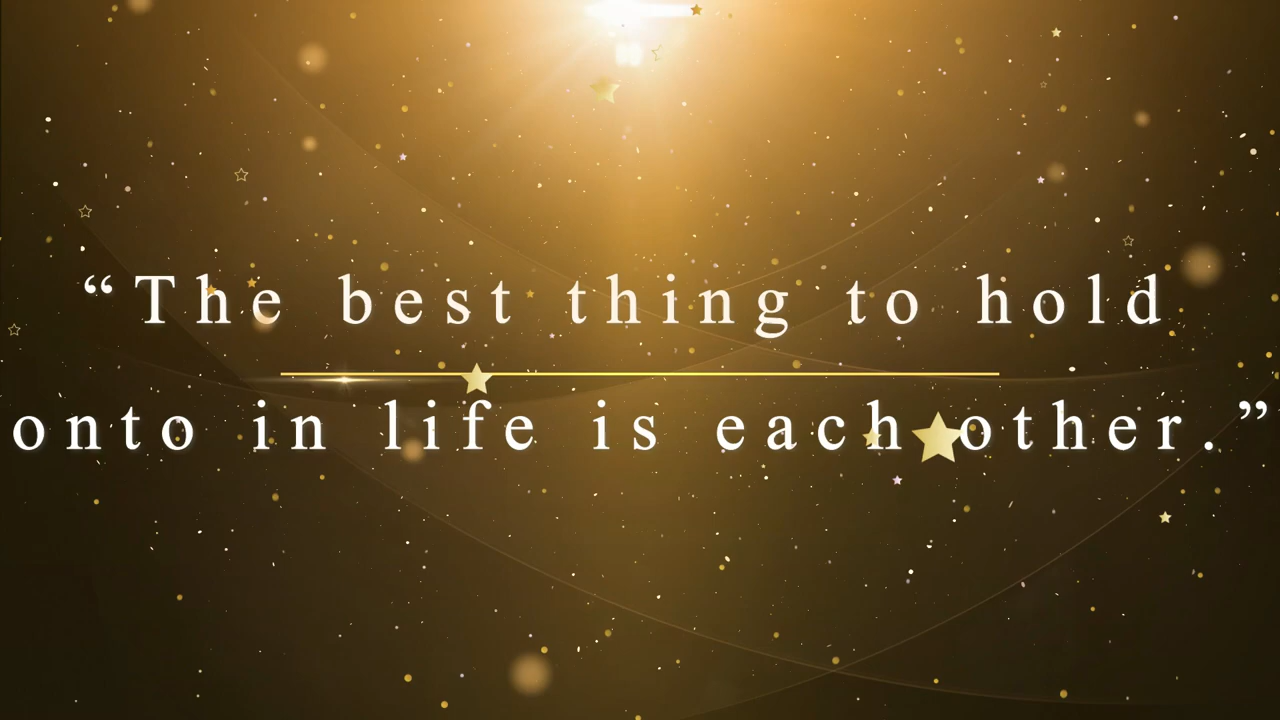 “The best thing to hold
onto in life is each other.”